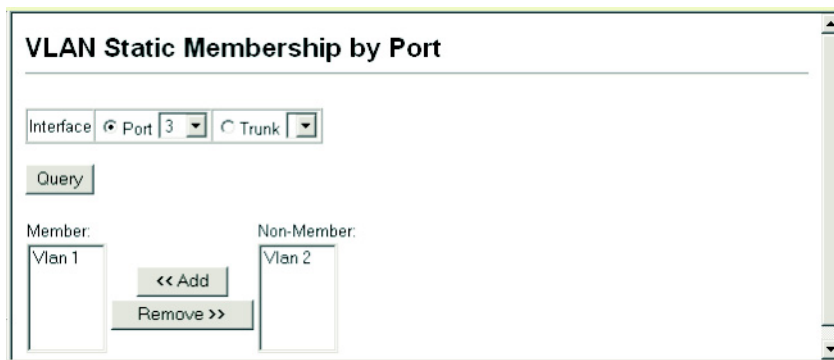 VLAN Static Membership by Port
Interface Port 3 Trunk
Query
Member: Non-Member:
Vlan 1 Vlan 2
<< Add
Remove >>